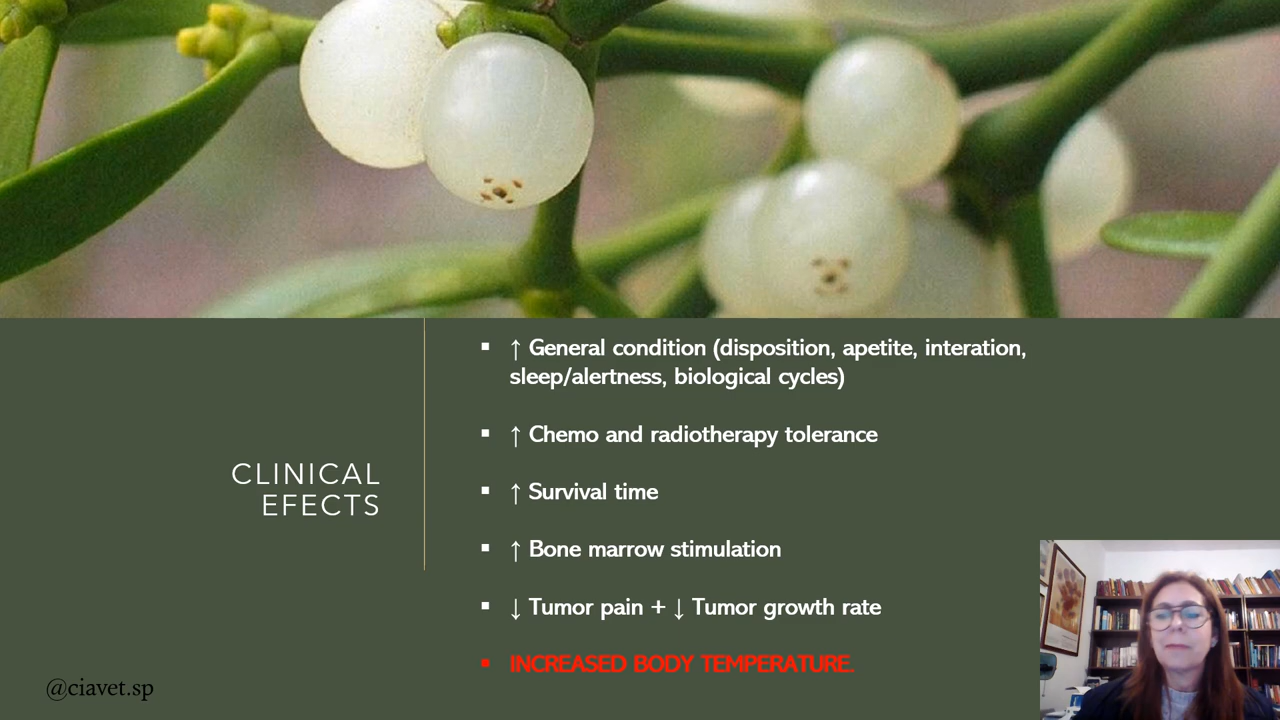 CLINICAL
EFECTS
▪ ↑ General condition (disposition, apetite, interation,
sleep/alertness, biological cycles)
▪ ↑ Chemo and radiotherapy tolerance
▪ ↑ Survival time
▪ ↑ Bone marrow stimulation
▪ ↓ Tumor pain + ↓ Tumor growth rate
▪ INCREASED BODY TEMPERATURE.
@ciavet.sp